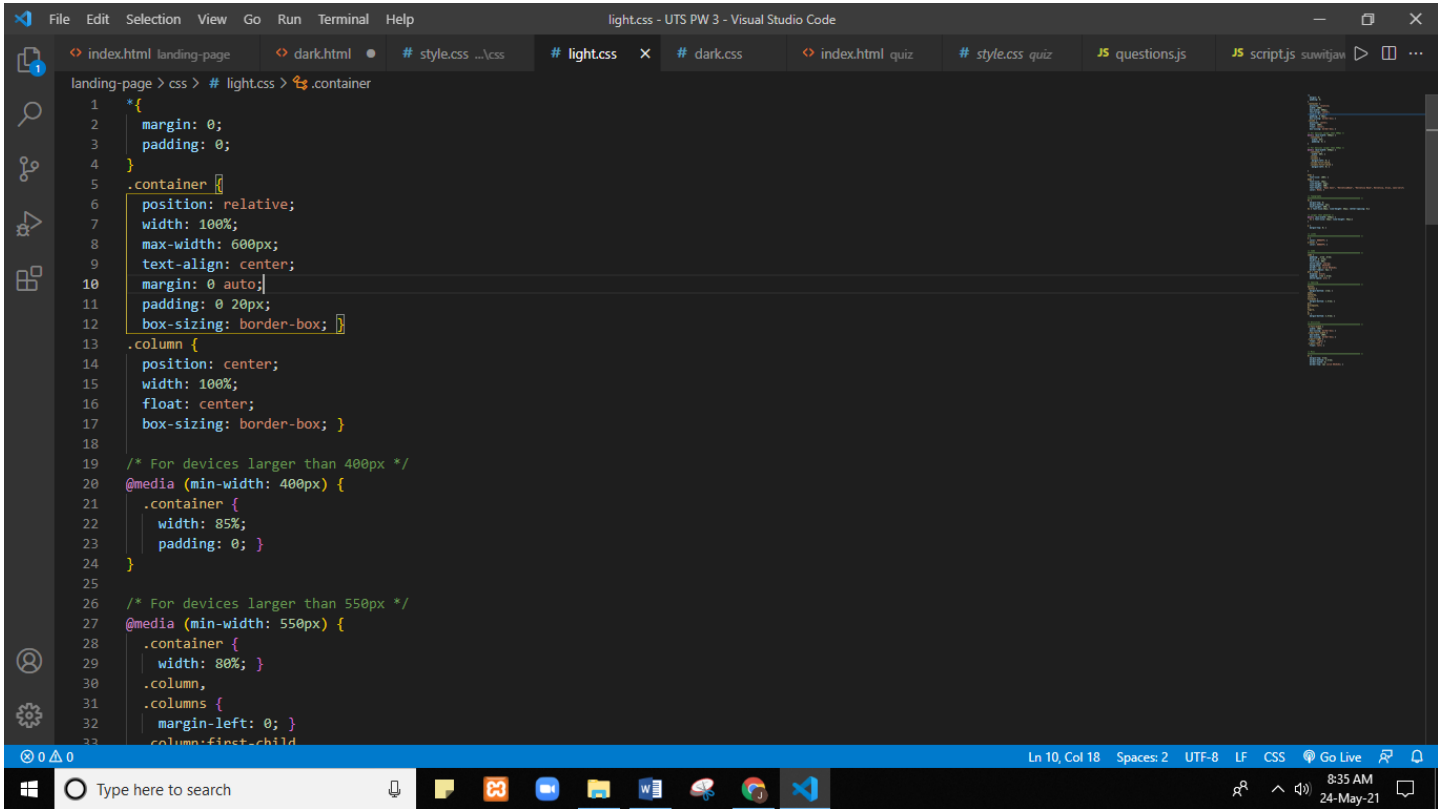 File Edit Selection View Go Run Terminal Help light.css - UTS PW 3 - Visual Studio Code
index.html landing-page dark.html style.css ...\css light.css dark.css index.html quiz style.css quiz questions.js script.js suwitjaw
landing-page > css > # light.css > .container
1 *{
2 margin: 0;
3 padding: 0;
4 }
5 .container {
6 position: relative;
7 width: 100%;
8 max-width: 600px;
9 text-align: center;
10 margin: 0 auto;
11 padding: 0 20px;
12 box-sizing: border-box; }
13 .column {
14 position: center;
15 width: 100%;
16 float: center;
17 box-sizing: border-box; }
18
19 /* For devices larger than 400px */
20 @media (min-width: 400px) {
21 .container {
22 width: 85%;
23 padding: 0; }
24 }
25
26 /* For devices larger than 550px */
27 @media (min-width: 550px) {
28 .container {
29 width: 80%; }
30 .column,
31 .columns {
32 margin-left: 0; }
33 .column:first-child
0 0 Ln 10, Col 18 Spaces: 2 UTF-8 LF CSS Go Live
Type here to search 8:35 AM
24-May-21